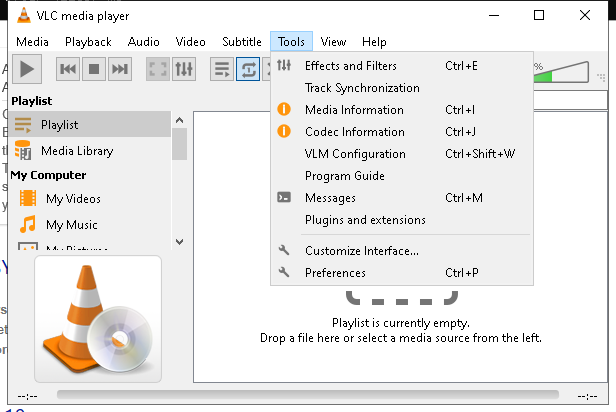 VLC media player
Media Playback Audio Video Subtitle Tools View Help
%
Playlist
Playlist
Media Library
My Computer
My Videos
My Music
My Pictures
Effects and Filters Ctrl+E
Track Synchronization
Media Information Ctrl+I
Codec Information Ctrl+J
VLM Configuration Ctrl+Shift+W
Program Guide
Messages Ctrl+M
Plugins and extensions
Customize Interface...
Preferences Ctrl+P
Playlist is currently empty.
Drop a file here or select a media source from the left.
--:-- --:--